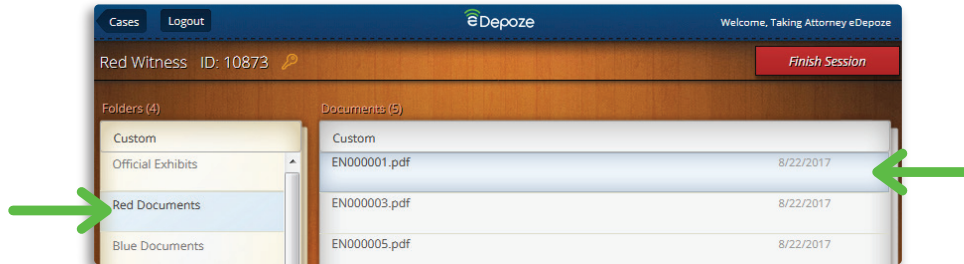 Cases Logout eDepoze Welcome, Taking Attorney eDepoze
Red Witness ID: 10873 Finish Session
Folders (4) Documents (5)
Custom Custom
Official Exhibits EN000001.pdf 8/22/2017
Red Documents EN000003.pdf 8/22/2017
Blue Documents EN000005.pdf 8/22/2017